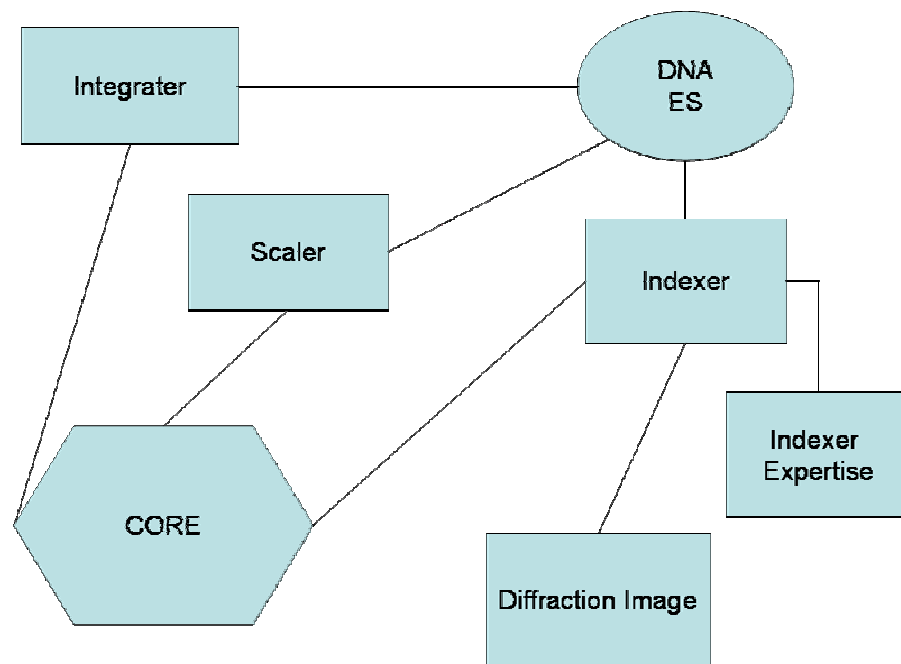 Integrater
DNA
ES
Scaler
Indexer
Indexer
Expertise
CORE
Diffraction Image